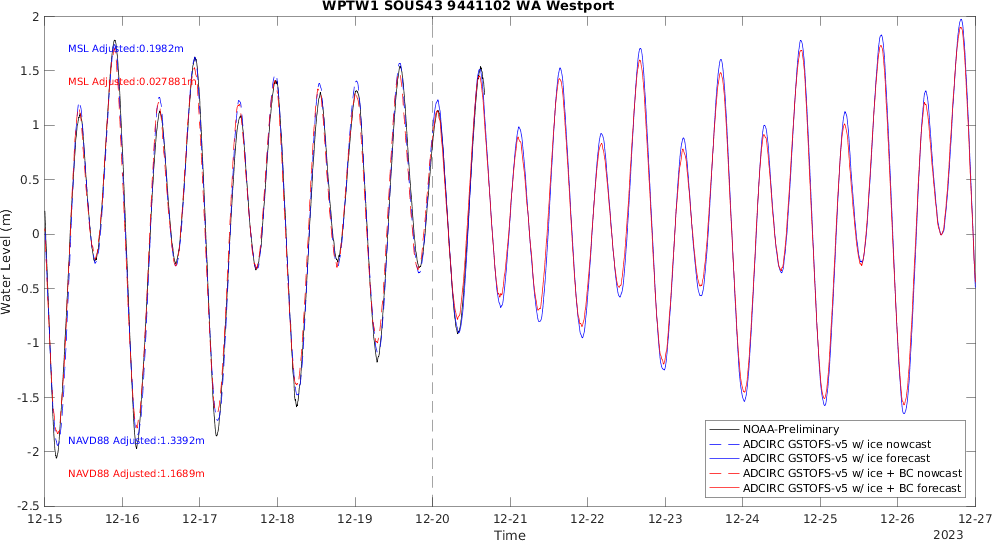 WPTW1 SOUS43 9441102 WA Westport
Water Level (m)
2
1.5
1
0.5
0
-0.5
-1
-1.5
-2
-2.5
MSL Adjusted:0.1982m
MSL Adjusted:0.027881m
NAVD88 Adjusted:1.3392m
NAVD88 Adjusted:1.1689m
NOAA-Preliminary
ADCIRC GSTOFS-v5 w/ ice nowcast
ADCIRC GSTOFS-v5 w/ ice forecast
ADCIRC GSTOFS-v5 w/ ice + BC nowcast
ADCIRC GSTOFS-v5 w/ ice + BC forecast
12-15 12-16 12-17 12-18 12-19 12-20 12-21 12-22 12-23 12-24 12-25 12-26 12-27
Time
2023